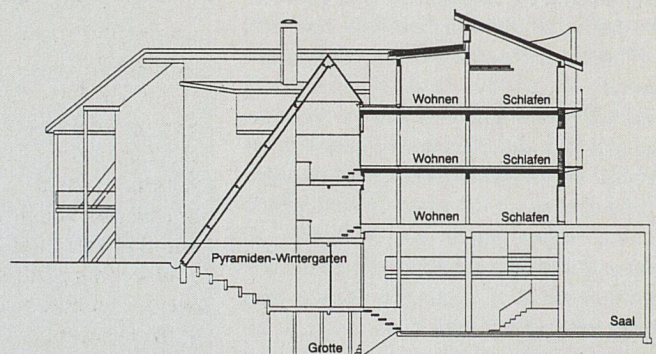 Wohnen Schlafen
Wohnen Schlafen
Wohnen Schlafen
Pyramiden-Wintergarten
Saal
Grotte